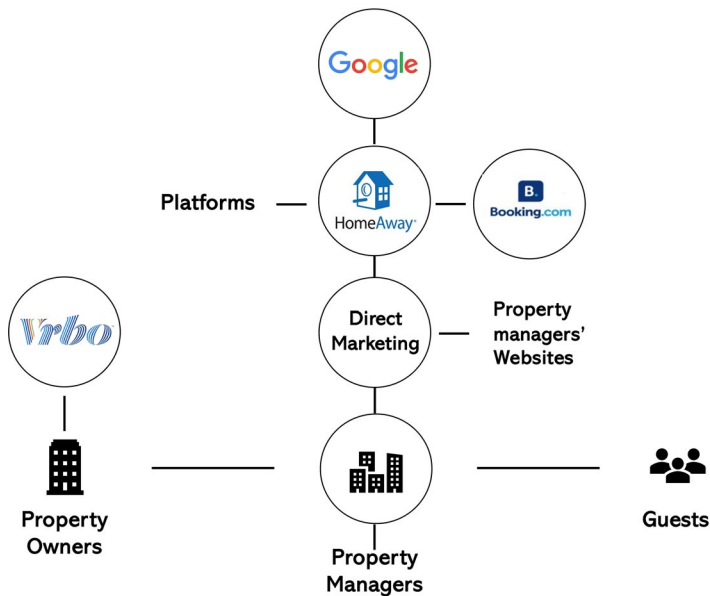 Google
Platforms
HomeAway®
B.
Booking.com
Vrbo
Direct
Marketing
Property
managers’
Websites
Property
Owners
Property
Managers
Guests